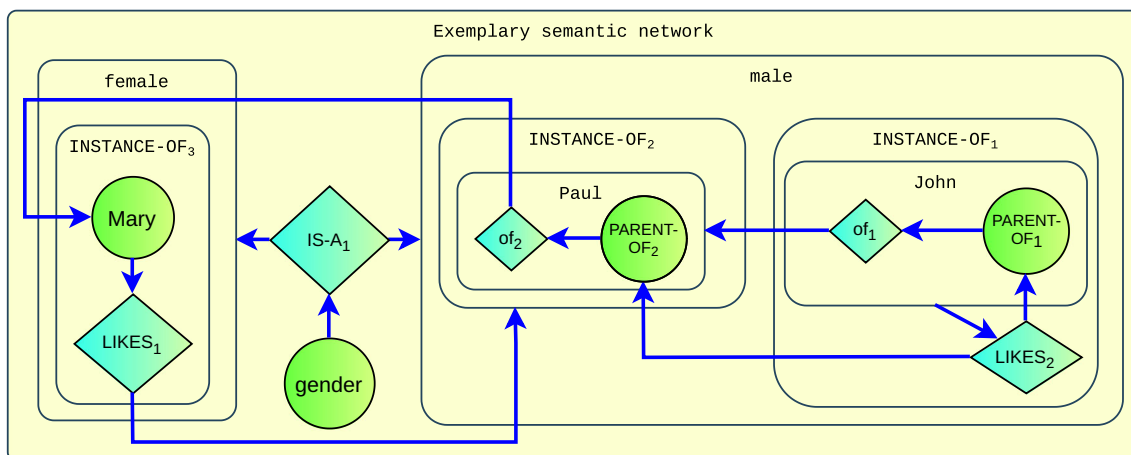 Exemplary semantic network
female
male
INSTANCE-OF₃
INSTANCE-OF₂
INSTANCE-OF₁
Paul
John
Mary
IS-A₁
of₂
PARENT-
OF₂
of₁
PARENT-
OF₁
LIKES₁
gender
LIKES₂